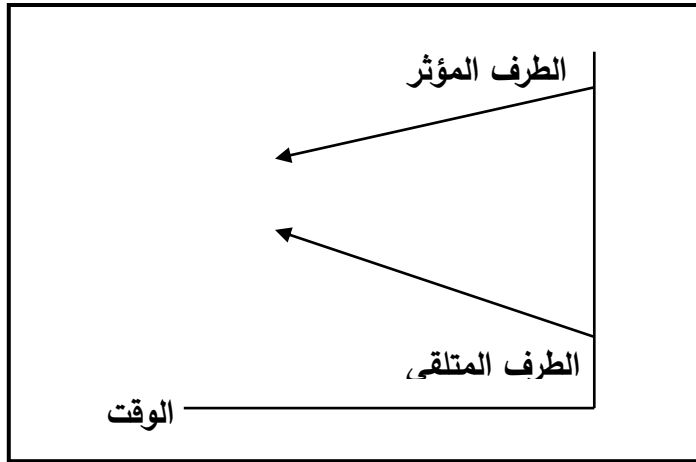 الطرف المؤثر
الطرف المتلقي
الوقت